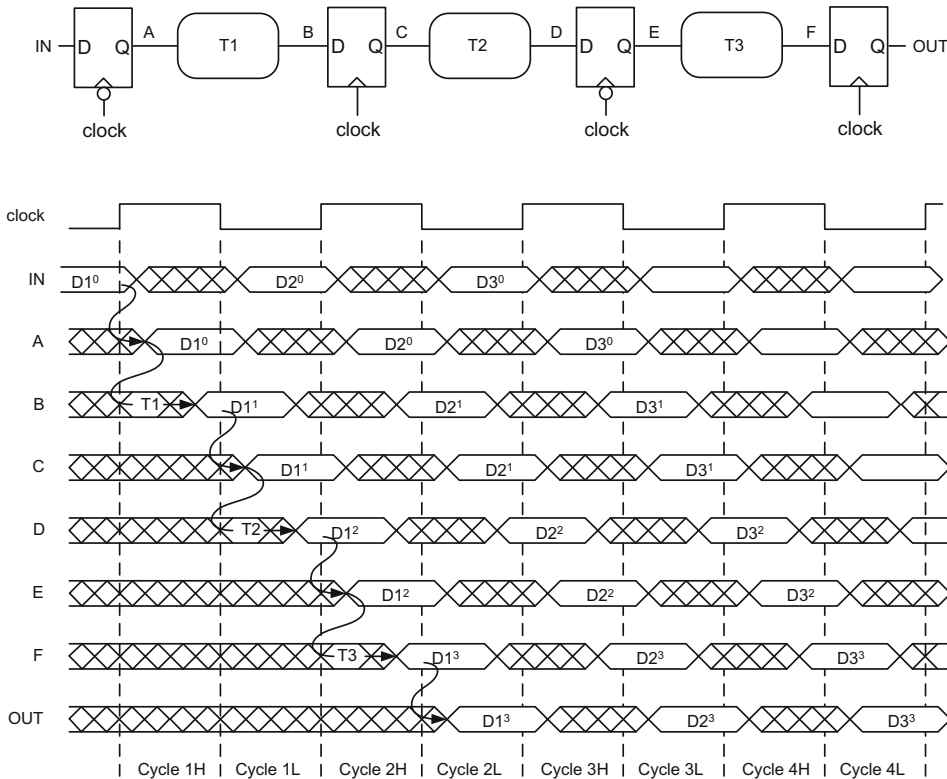 A B C D E F
IN D Q T1 D Q T2 D Q T3 D Q OUT
clock clock clock clock
clock
IN D1⁰ D2⁰ D3⁰
A D1⁰ D2⁰ D3⁰
B T1 D1¹ D2¹ D3¹
C D1¹ D2¹ D3¹
D T2 D1² D2² D3²
E D1² D2² D3²
F T3 D1³ D2³ D3³
OUT D1³ D2³ D3³
Cycle 1H Cycle 1L Cycle 2H Cycle 2L Cycle 3H Cycle 3L Cycle 4H Cycle 4L